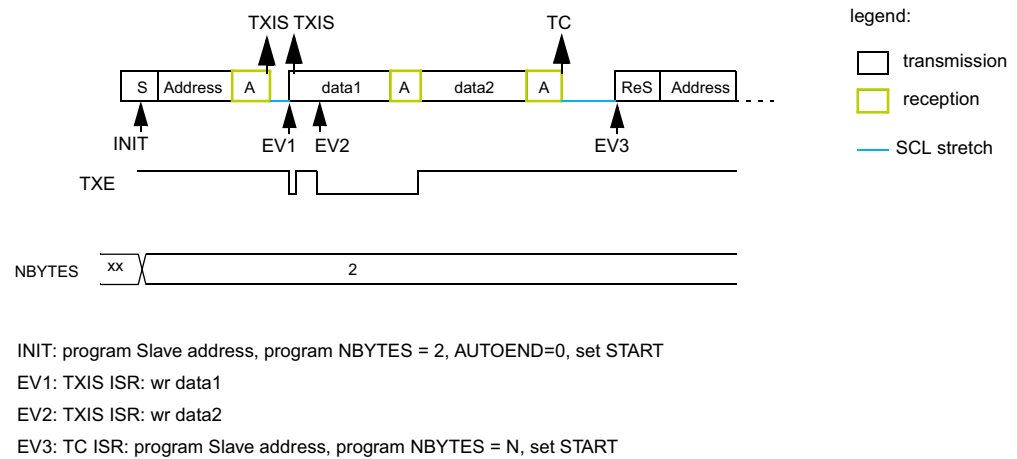 TXIS TXIS TC legend:
transmission
S Address A data1 A data2 A ReS Address
reception
INIT EV1 EV2 EV3
SCL stretch
TXE
NBYTES xx 2
INIT: program Slave address, program NBYTES = 2, AUTOEND=0, set START
EV1: TXIS ISR: wr data1
EV2: TXIS ISR: wr data2
EV3: TC ISR: program Slave address, program NBYTES = N, set START